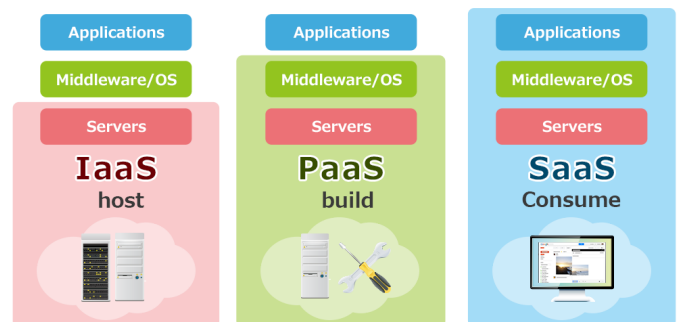 Applications
Middleware/OS
Servers
IaaS
host
Applications
Middleware/OS
Servers
PaaS
build
Applications
Middleware/OS
Servers
SaaS
Consume